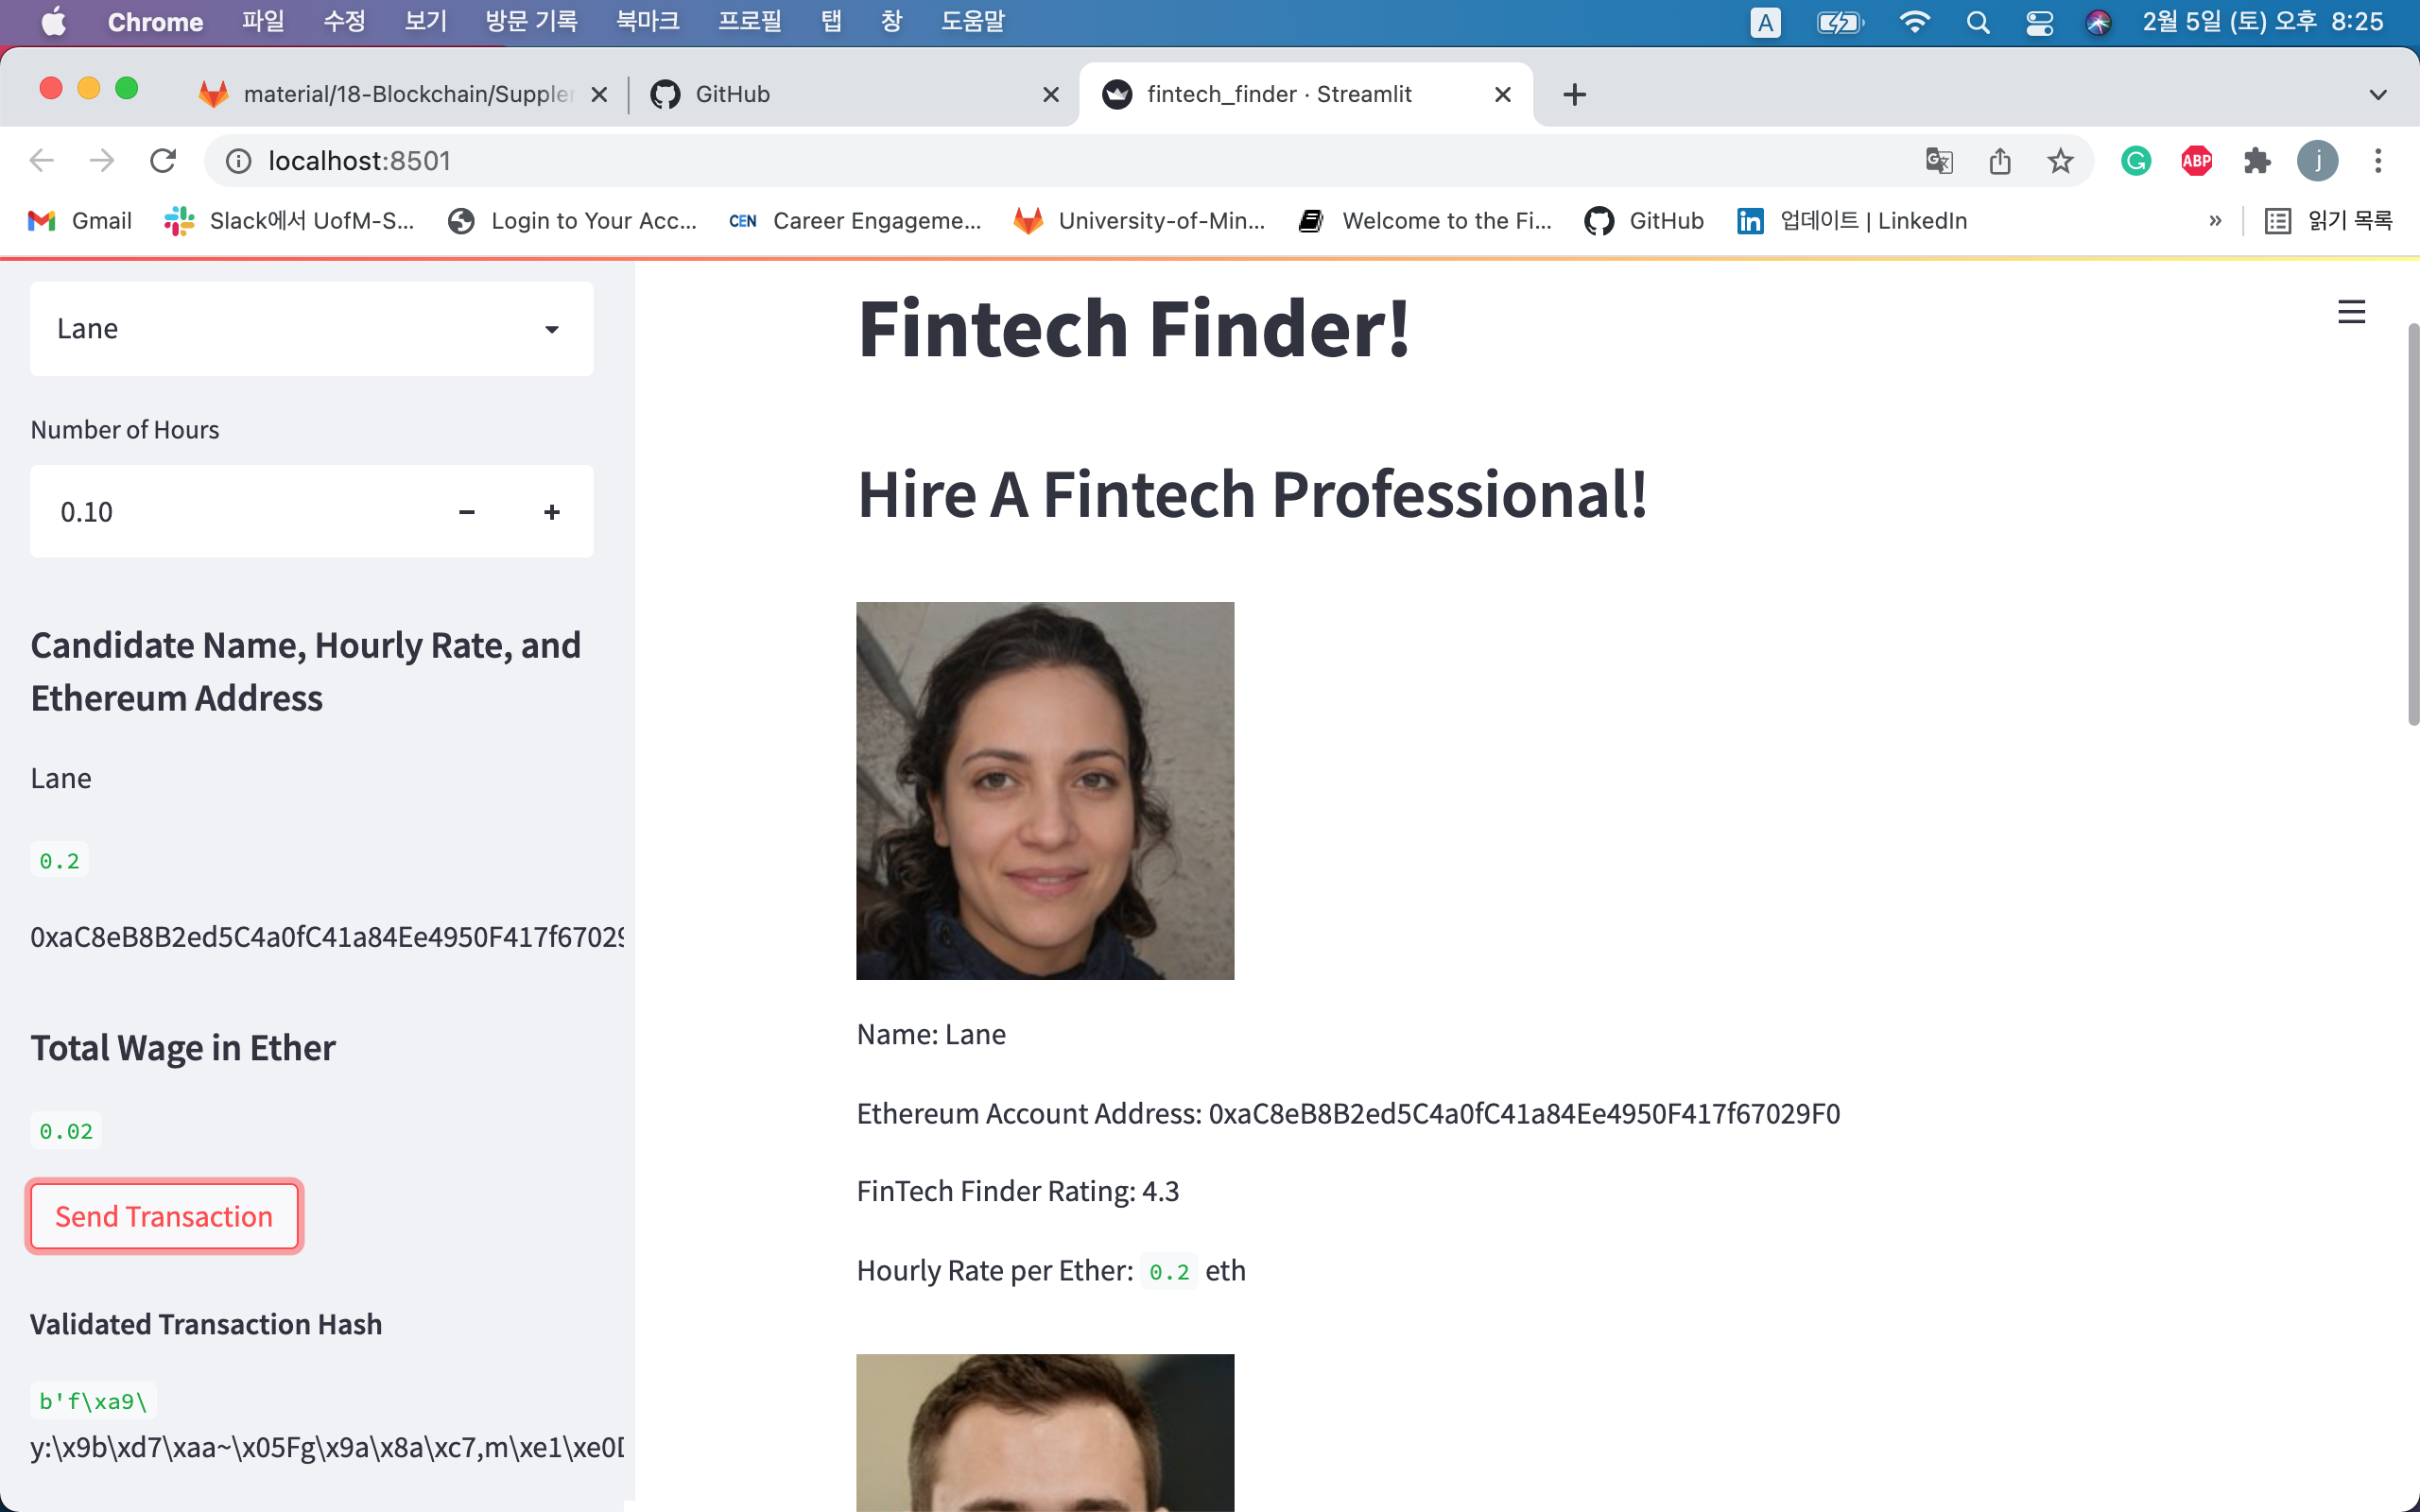 Chrome 파일 수정 보기 방문 기록 북마크 프로필 탭 창 도움말 A 2월 5일 (토) 오후 8:25
material/18-Blockchain/Suppler GitHub fintech_finder · Streamlit
localhost:8501 ABP j
Gmail Slack에서 UofM-S... Login to Your Acc... CEN Career Engageme... University-of-Min... Welcome to the Fi... GitHub in 업데이트 | LinkedIn » 읽기 목록
Lane
Number of Hours
0.10 − +
Candidate Name, Hourly Rate, and
Ethereum Address
Lane
0.2
0xaC8eB8B2ed5C4a0fC41a84Ee4950F417f67029
Total Wage in Ether
0.02
Send Transaction
Validated Transaction Hash
b'f\xa9\
y:\x9b\xd7\xaa~\x05Fg\x9a\x8a\xc7,m\xe1\xe0
Fintech Finder!
Hire A Fintech Professional!
Name: Lane
Ethereum Account Address: 0xaC8eB8B2ed5C4a0fC41a84Ee4950F417f67029F0
FinTech Finder Rating: 4.3
Hourly Rate per Ether: 0.2 eth